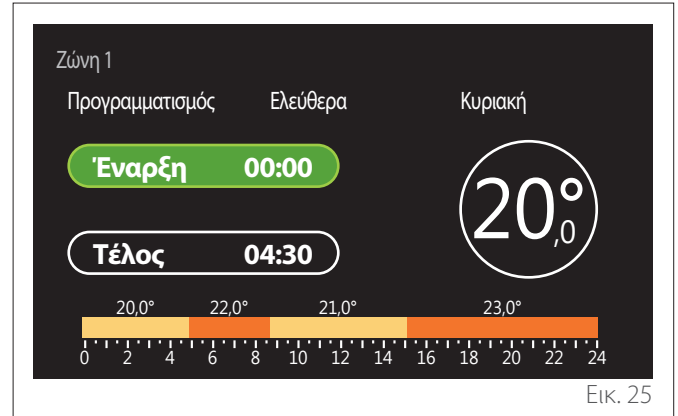 Ζώνη 1
Προγραμματισμός Ελεύθερα Κυριακή
Έναρξη 00:00
20°,0
Τέλος 04:30
20,0° 22,0° 21,0° 23,0°
0 2 4 6 8 10 12 14 16 18 20 22 24
Εικ. 25